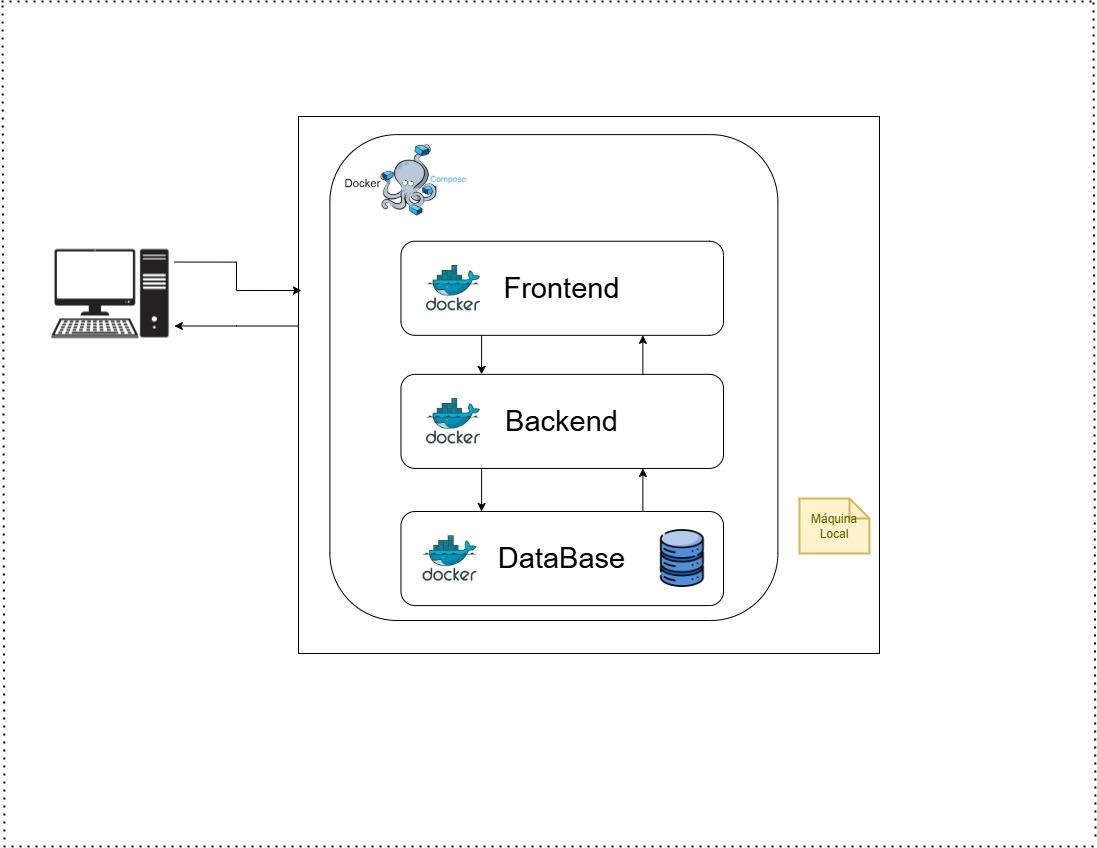 Docker
Compose
docker
Frontend
docker
Backend
docker
DataBase
Máquina
Local